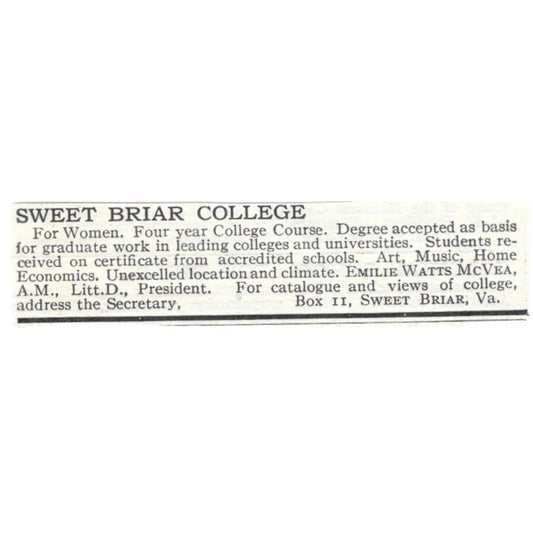 SWEET BRIAR COLLEGE
For Women. Four year College Course. Degree accepted as basis
for graduate work in leading colleges and universities. Students re-
ceived on certificate from accredited schools. Art, Music, Home
Economics. Unexcelled location and climate. EMILIE WATTS MCVEA,
A.M., Litt.D., President. For catalogue and views of college,
address the Secretary, Box 11, SWEET BRIAR, Va.